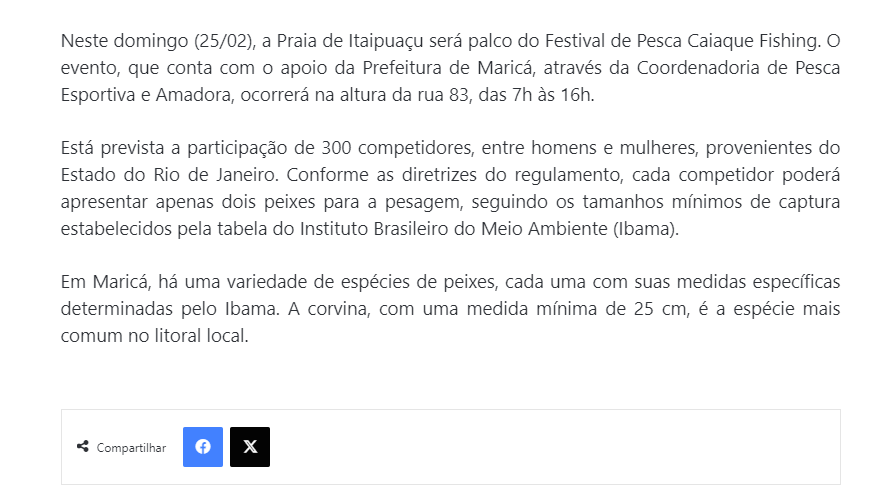 Neste domingo (25/02), a Praia de Itaipuaçu será palco do Festival de Pesca Caiaque Fishing. O
evento, que conta com o apoio da Prefeitura de Maricá, através da Coordenadoria de Pesca
Esportiva e Amadora, ocorrerá na altura da rua 83, das 7h às 16h.
Está prevista a participação de 300 competidores, entre homens e mulheres, provenientes do
Estado do Rio de Janeiro. Conforme as diretrizes do regulamento, cada competidor poderá
apresentar apenas dois peixes para a pesagem, seguindo os tamanhos mínimos de captura
estabelecidos pela tabela do Instituto Brasileiro do Meio Ambiente (Ibama).
Em Maricá, há uma variedade de espécies de peixes, cada uma com suas medidas específicas
determinadas pelo Ibama. A corvina, com uma medida mínima de 25 cm, é a espécie mais
comum no litoral local.
Compartilhar